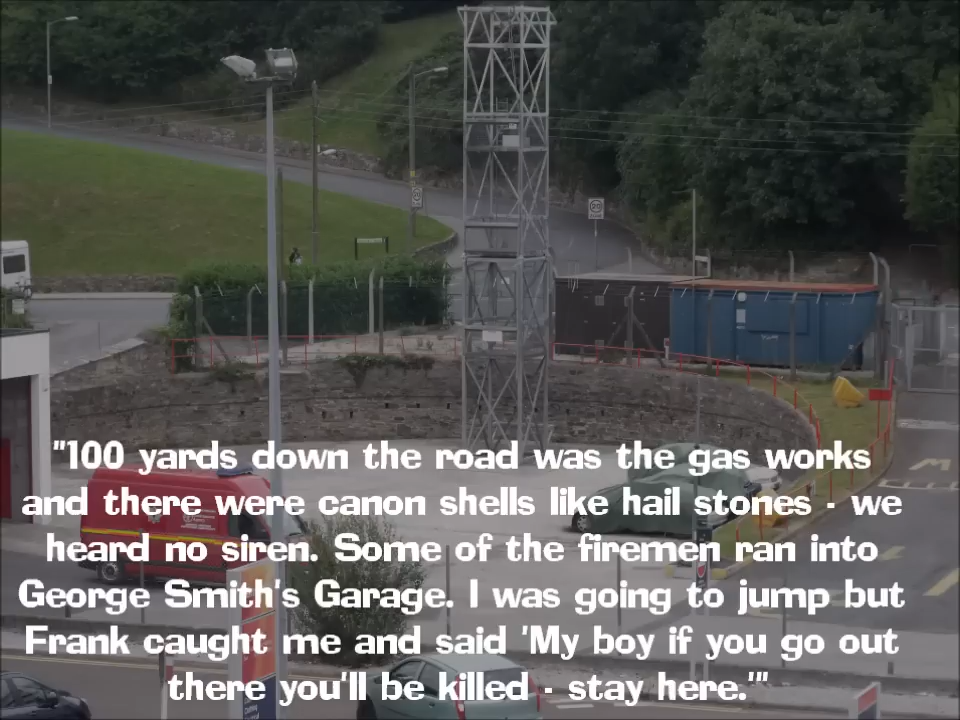 "100 yards down the road was the gas works
and there were canon shells like hail stones - we
heard no siren. Some of the firemen ran into
George Smith's Garage. I was going to jump but
Frank caught me and said 'My boy if you go out
there you'll be killed - stay here.'"
20